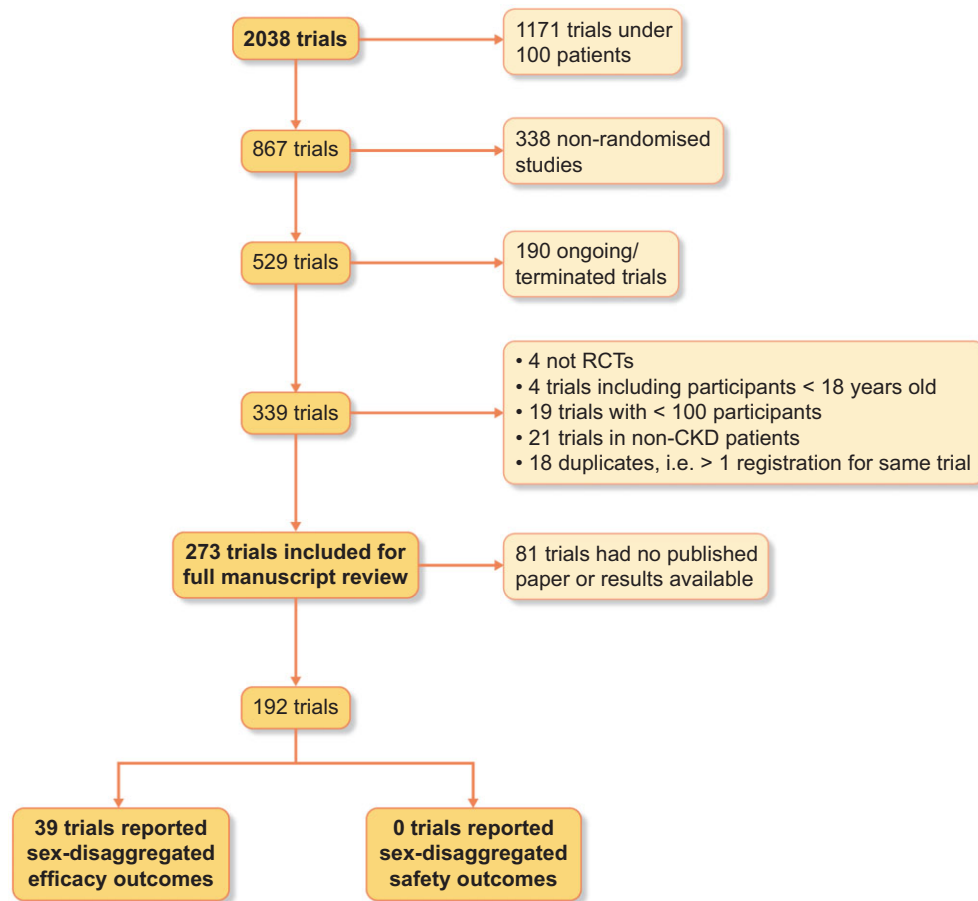 2038 trials
1171 trials under
100 patients
867 trials
338 non-randomised
studies
529 trials
190 ongoing/
terminated trials
339 trials
• 4 not RCTs
• 4 trials including participants < 18 years old
• 19 trials with < 100 participants
• 21 trials in non-CKD patients
• 18 duplicates, i.e. > 1 registration for same trial
273 trials included for
full manuscript review
81 trials had no published
paper or results available
192 trials
39 trials reported
sex-disaggregated
efficacy outcomes
0 trials reported
sex-disaggregated
safety outcomes